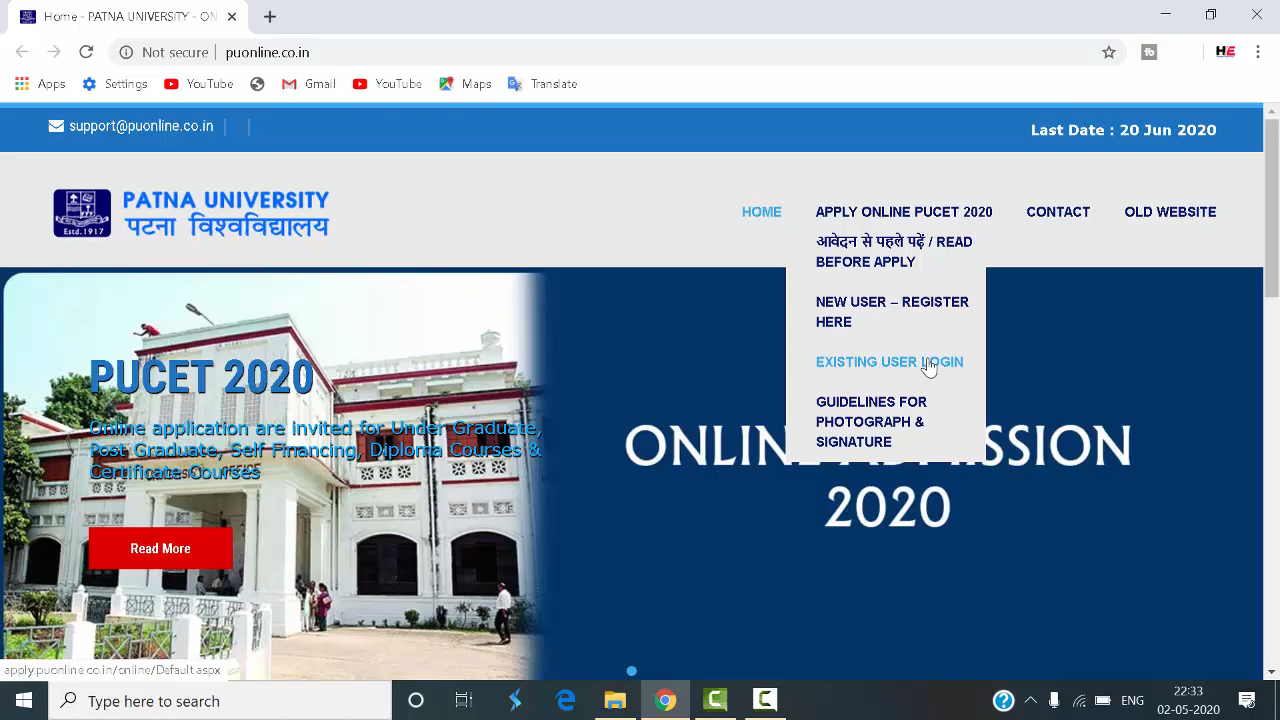 Home - PATNA UNIVERSITY - ON
Not secure
puonline.co.in
Apps
Settings
YouTube
Gmail
YouTube
Maps
Translate
support@puonline.co.in
Last Date : 20 Jun 2020
PATNA UNIVERSITY
पटना विश्वविद्यालय
Estd.1917
HOME
APPLY ONLINE PUCET 2020
CONTACT
OLD WEBSITE
आवेदन से पहले पढ़ें / READ
BEFORE APPLY
NEW USER – REGISTER
HERE
EXISTING USER LOGIN
GUIDELINES FOR
PHOTOGRAPH &
SIGNATURE
PUCET 2020
Online application are invited for Under Graduate,
Post Graduate, Self Financing, Diploma Courses &
Certificate Courses
Read More
2020
apply.puonline.co.in/online/Default.aspx
Type here to search
ENG
22:33
02-05-2020